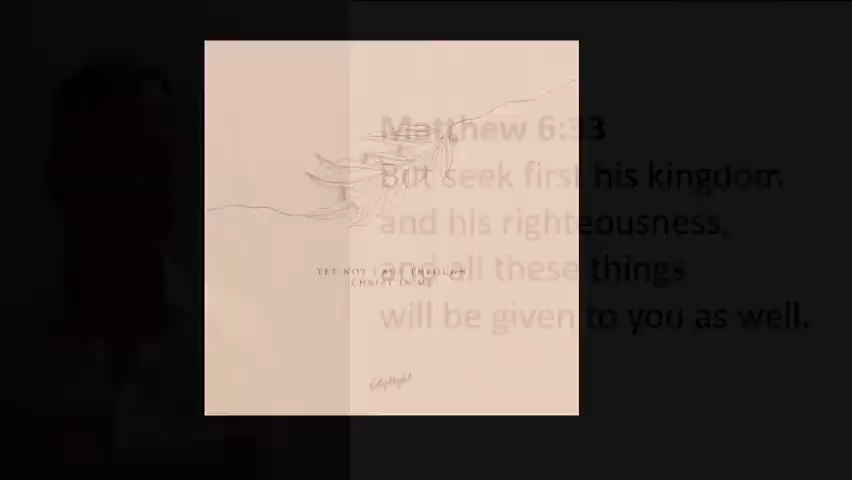 Matthew 6:33
But seek first his kingdom
and his righteousness,
and all these things
will be given to you as well.
YET NOT I BUT THROUGH
CHRIST IN ME
CityAlight